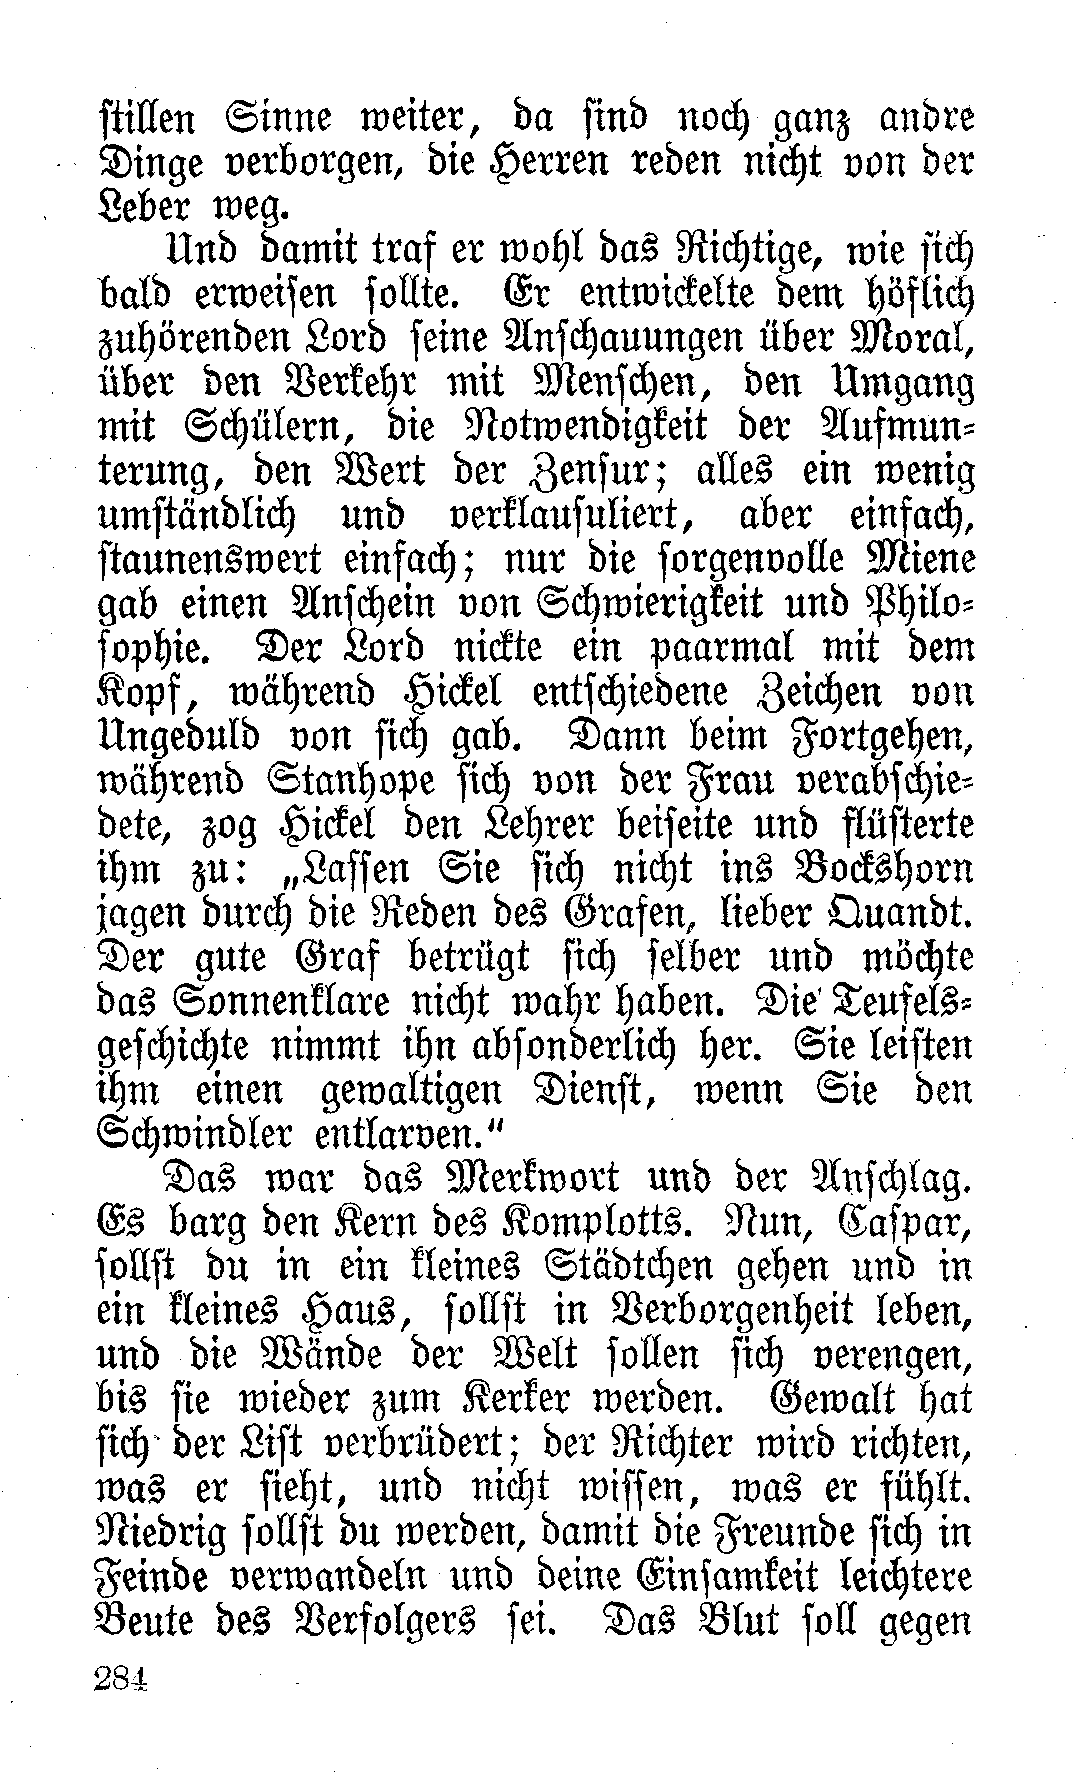 stillen Sinne weiter, da sind noch ganz andre
Dinge verborgen, die Herren reden nicht von der
Leber weg.
Und damit traf er wohl das Richtige, wie sich
bald erweisen sollte. Er entwickelte dem höflich
zuhörenden Lord seine Anschauungen über Moral,
über den Verkehr mit Menschen, den Umgang
mit Schülern, die Notwendigkeit der Aufmun-
terung, den Wert der Zensur; alles ein wenig
umständlich und verklausuliert, aber einfach,
staunenswert einfach; nur die sorgenvolle Miene
gab einen Anschein von Schwierigkeit und Philo-
sophie. Der Lord nickte ein paarmal mit dem
Kopf, während Hickel entschiedene Zeichen von
Ungeduld von sich gab. Dann beim Fortgehen,
während Stanhope sich von der Frau verabschie-
dete, zog Hickel den Lehrer beiseite und flüsterte
ihm zu: „Lassen Sie sich nicht ins Bockshorn
jagen durch die Reden des Grafen, lieber Quandt.
Der gute Graf betrügt sich selber und möchte
das Sonnenklare nicht wahr haben. Die Teufels-
geschichte nimmt ihn absonderlich her. Sie leisten
ihm einen gewaltigen Dienst, wenn Sie den
Schwindler entlarven."
Das war das Merkwort und der Anschlag.
Es barg den Kern des Komplotts. Nun, Caspar,
sollst du in ein kleines Städtchen gehen und in
ein kleines Haus, sollst in Verborgenheit leben,
und die Wände der Welt sollen sich verengen,
bis sie wieder zum Kerker werden. Gewalt hat
sich der List verbrüdert; der Richter wird richten,
was er sieht, und nicht wissen, was er fühlt.
Niedrig sollst du werden, damit die Freunde sich in
Feinde verwandeln und deine Einsamkeit leichtere
Beute des Verfolgers sei. Das Blut soll gegen
284